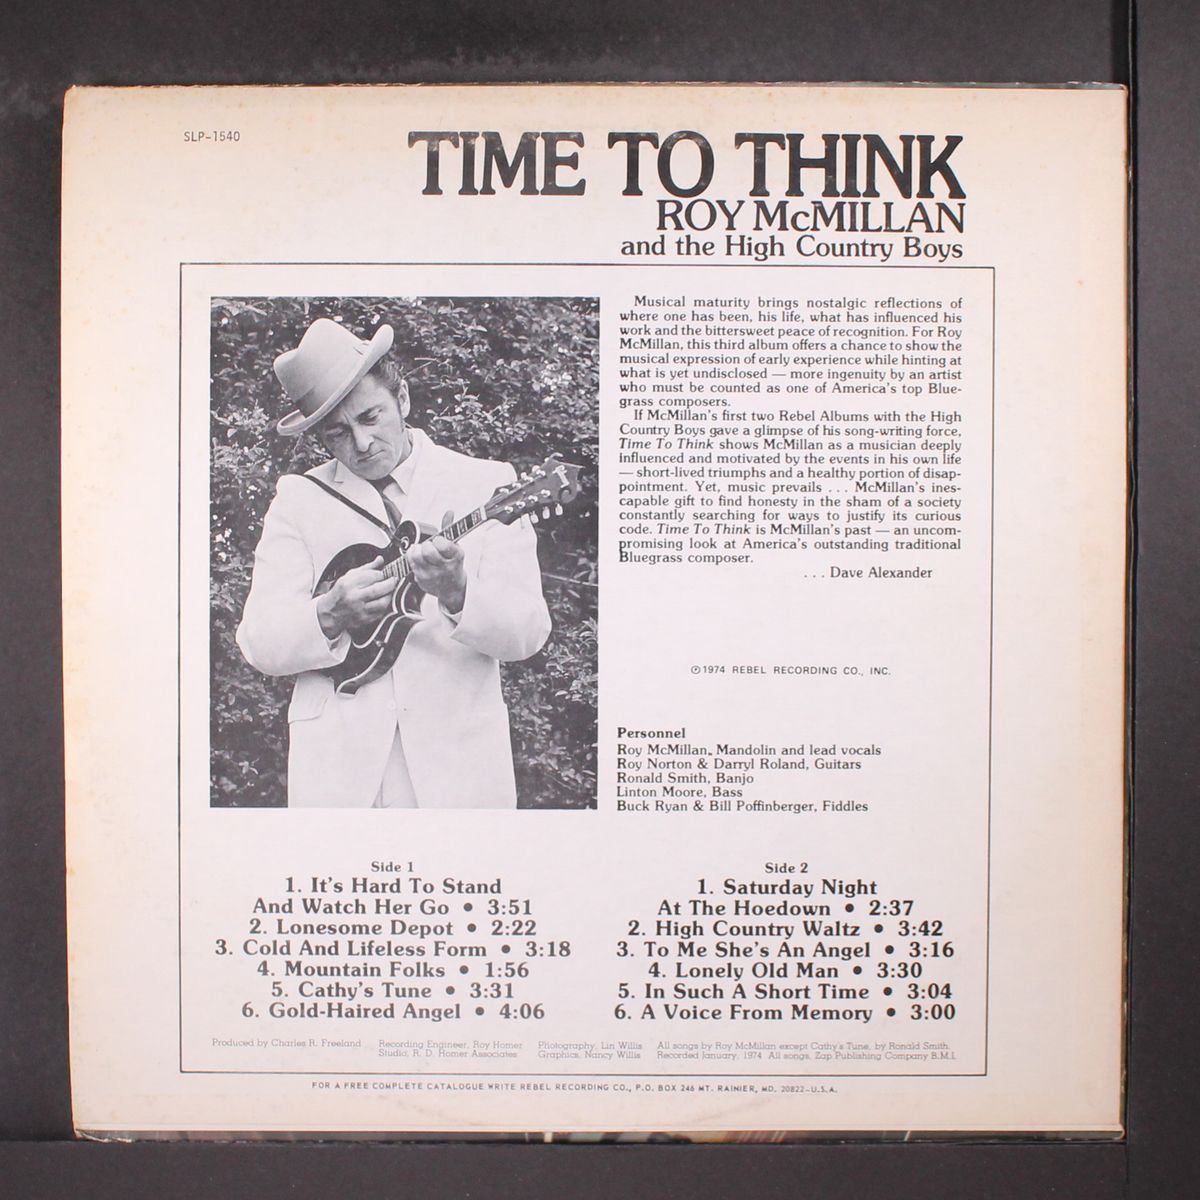 SLP-1540
TIME TO THINK
ROY McMILLAN
and the High Country Boys
Musical maturity brings nostalgic reflections of
where one has been, his life, what has influenced his
work and the bittersweet peace of recognition. For Roy
McMillan, this third album offers a chance to show the
musical expression of early experience while hinting at
what is yet undisclosed — more ingenuity by an artist
who must be counted as one of America's top Blue-
grass composers.
If McMillan's first two Rebel Albums with the High
Country Boys gave a glimpse of his song-writing force,
Time To Think shows McMillan as a musician deeply
influenced and motivated by the events in his own life
— short-lived triumphs and a healthy portion of disap-
pointment. Yet, music prevails . . . McMillan's ines-
capable gift to find honesty in the sham of a society
constantly searching for ways to justify its curious
code. Time To Think is McMillan's past — an uncom-
promising look at America's outstanding traditional
Bluegrass composer.
. . . Dave Alexander
℗1974 REBEL RECORDING CO., INC.
Personnel
Roy McMillan, Mandolin and lead vocals
Roy Norton & Darryl Roland, Guitars
Ronald Smith, Banjo
Linton Moore, Bass
Buck Ryan & Bill Poffinberger, Fiddles
Side 1
1. It's Hard To Stand
And Watch Her Go • 3:51
2. Lonesome Depot • 2:22
3. Cold And Lifeless Form • 3:18
4. Mountain Folks • 1:56
5. Cathy's Tune • 3:31
6. Gold-Haired Angel • 4:06
Side 2
1. Saturday Night
At The Hoedown • 2:37
2. High Country Waltz • 3:42
3. To Me She's An Angel • 3:16
4. Lonely Old Man • 3:30
5. In Such A Short Time • 3:04
6. A Voice From Memory • 3:00
Produced by Charles R. Freeland
Recording Engineer, Roy Homer
Studio, R. D. Homer Associates
Photography, Lin Willis
Graphics, Nancy Willis
All songs by Roy McMillan except Cathy's Tune, by Ronald Smith.
Recorded January, 1974 All songs, Zap Publishing Company B.M.I.
FOR A FREE COMPLETE CATALOGUE WRITE REBEL RECORDING CO., P.O. BOX 246 MT. RAINIER, MD. 20822-U.S.A.